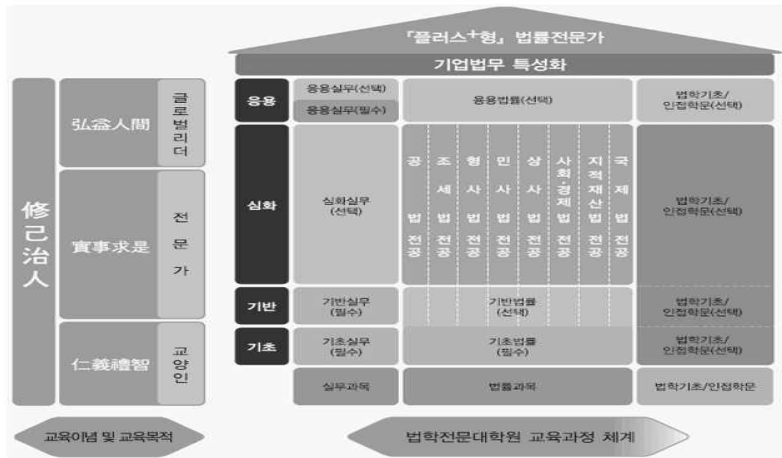 「플러스+형」 법률전문가
기업법무 특성화
修己治人
弘益人間
글로벌리더
實事求是
전문가
仁義禮智
교양인
응용
응용실무(선택)
응용실무(필수)
응용법률(선택)
법학기초/
인접학문(선택)
심화
심화실무
(선택)
공법전공
조세법전공
형사법전공
민사법전공
상사법전공
사회·경제법전공
지적재산법전공
국제법전공
법학기초/
인접학문(선택)
기반
기반실무
(필수)
기반법률
(선택)
법학기초/
인접학문(선택)
기초
기초실무
(필수)
기초법률
(필수)
법학기초/
인접학문(선택)
실무과목
법률과목
법학기초/인접학문
교육이념 및 교육목적
법학전문대학원 교육과정 체계